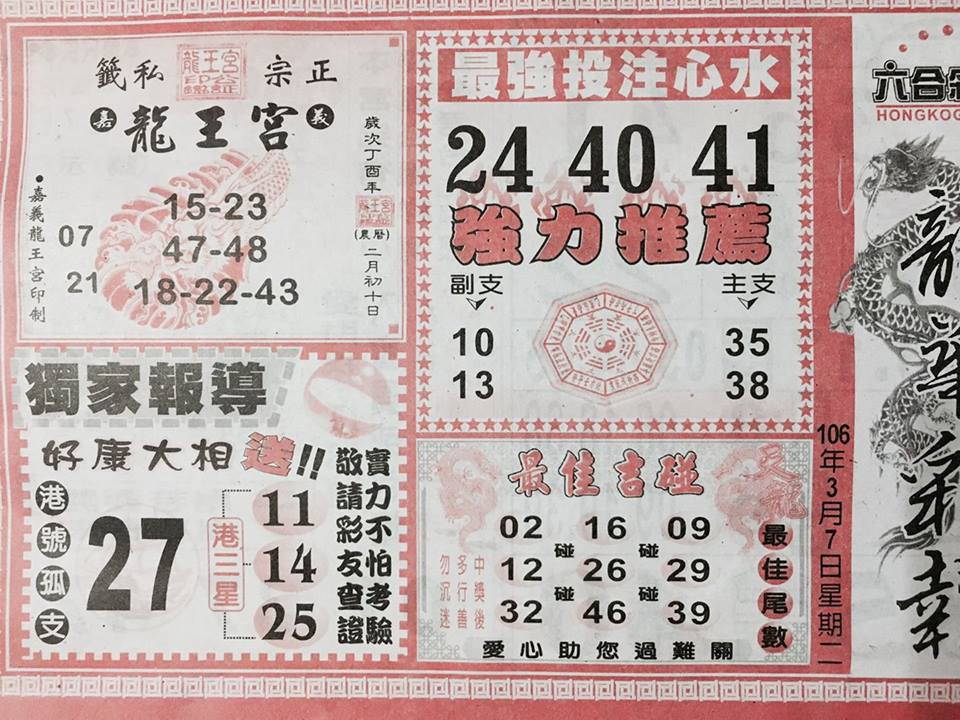 正宗 私籤
嘉 龍王宮 義
歲次丁酉年
(農曆)二月初十日
•嘉義龍王宮印制
07
21
15-23
47-48
18-22-43
最強投注心水
24 40 41
強力推薦
副支 主支
10 35
13 38
獨家報導
好康大相送!!
港號孤支
27
港三星
11
14
25
敬請彩友查證
實力不怕考驗
最佳吉碰
天龍
02 16 09
碰 碰
12 26 29
碰 碰
32 46 39
中獎後
多行善
勿沉迷
最佳尾數
愛心助您過難關
106年3月7日星期二
六合彩
HONGKOG